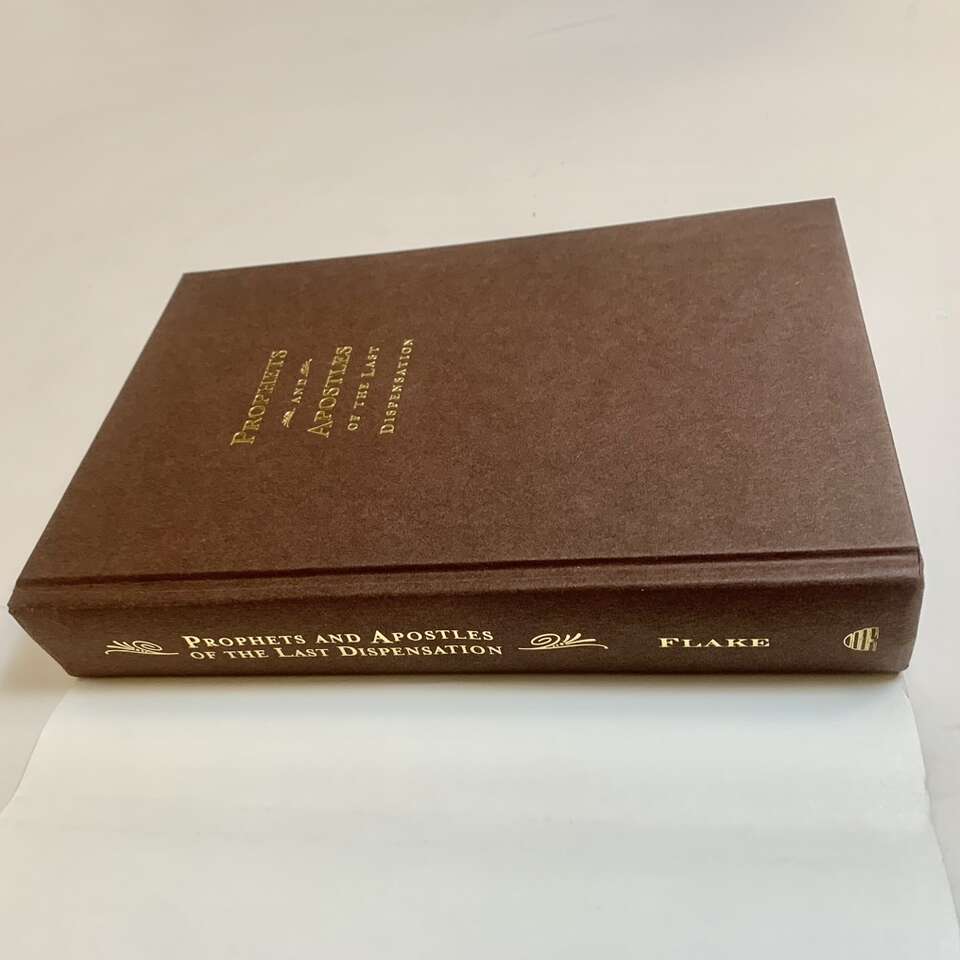 PROPHETS
AND
APOSTLES
OF THE LAST
DISPENSATION
PROPHETS AND APOSTLES
OF THE LAST DISPENSATION
FLAKE